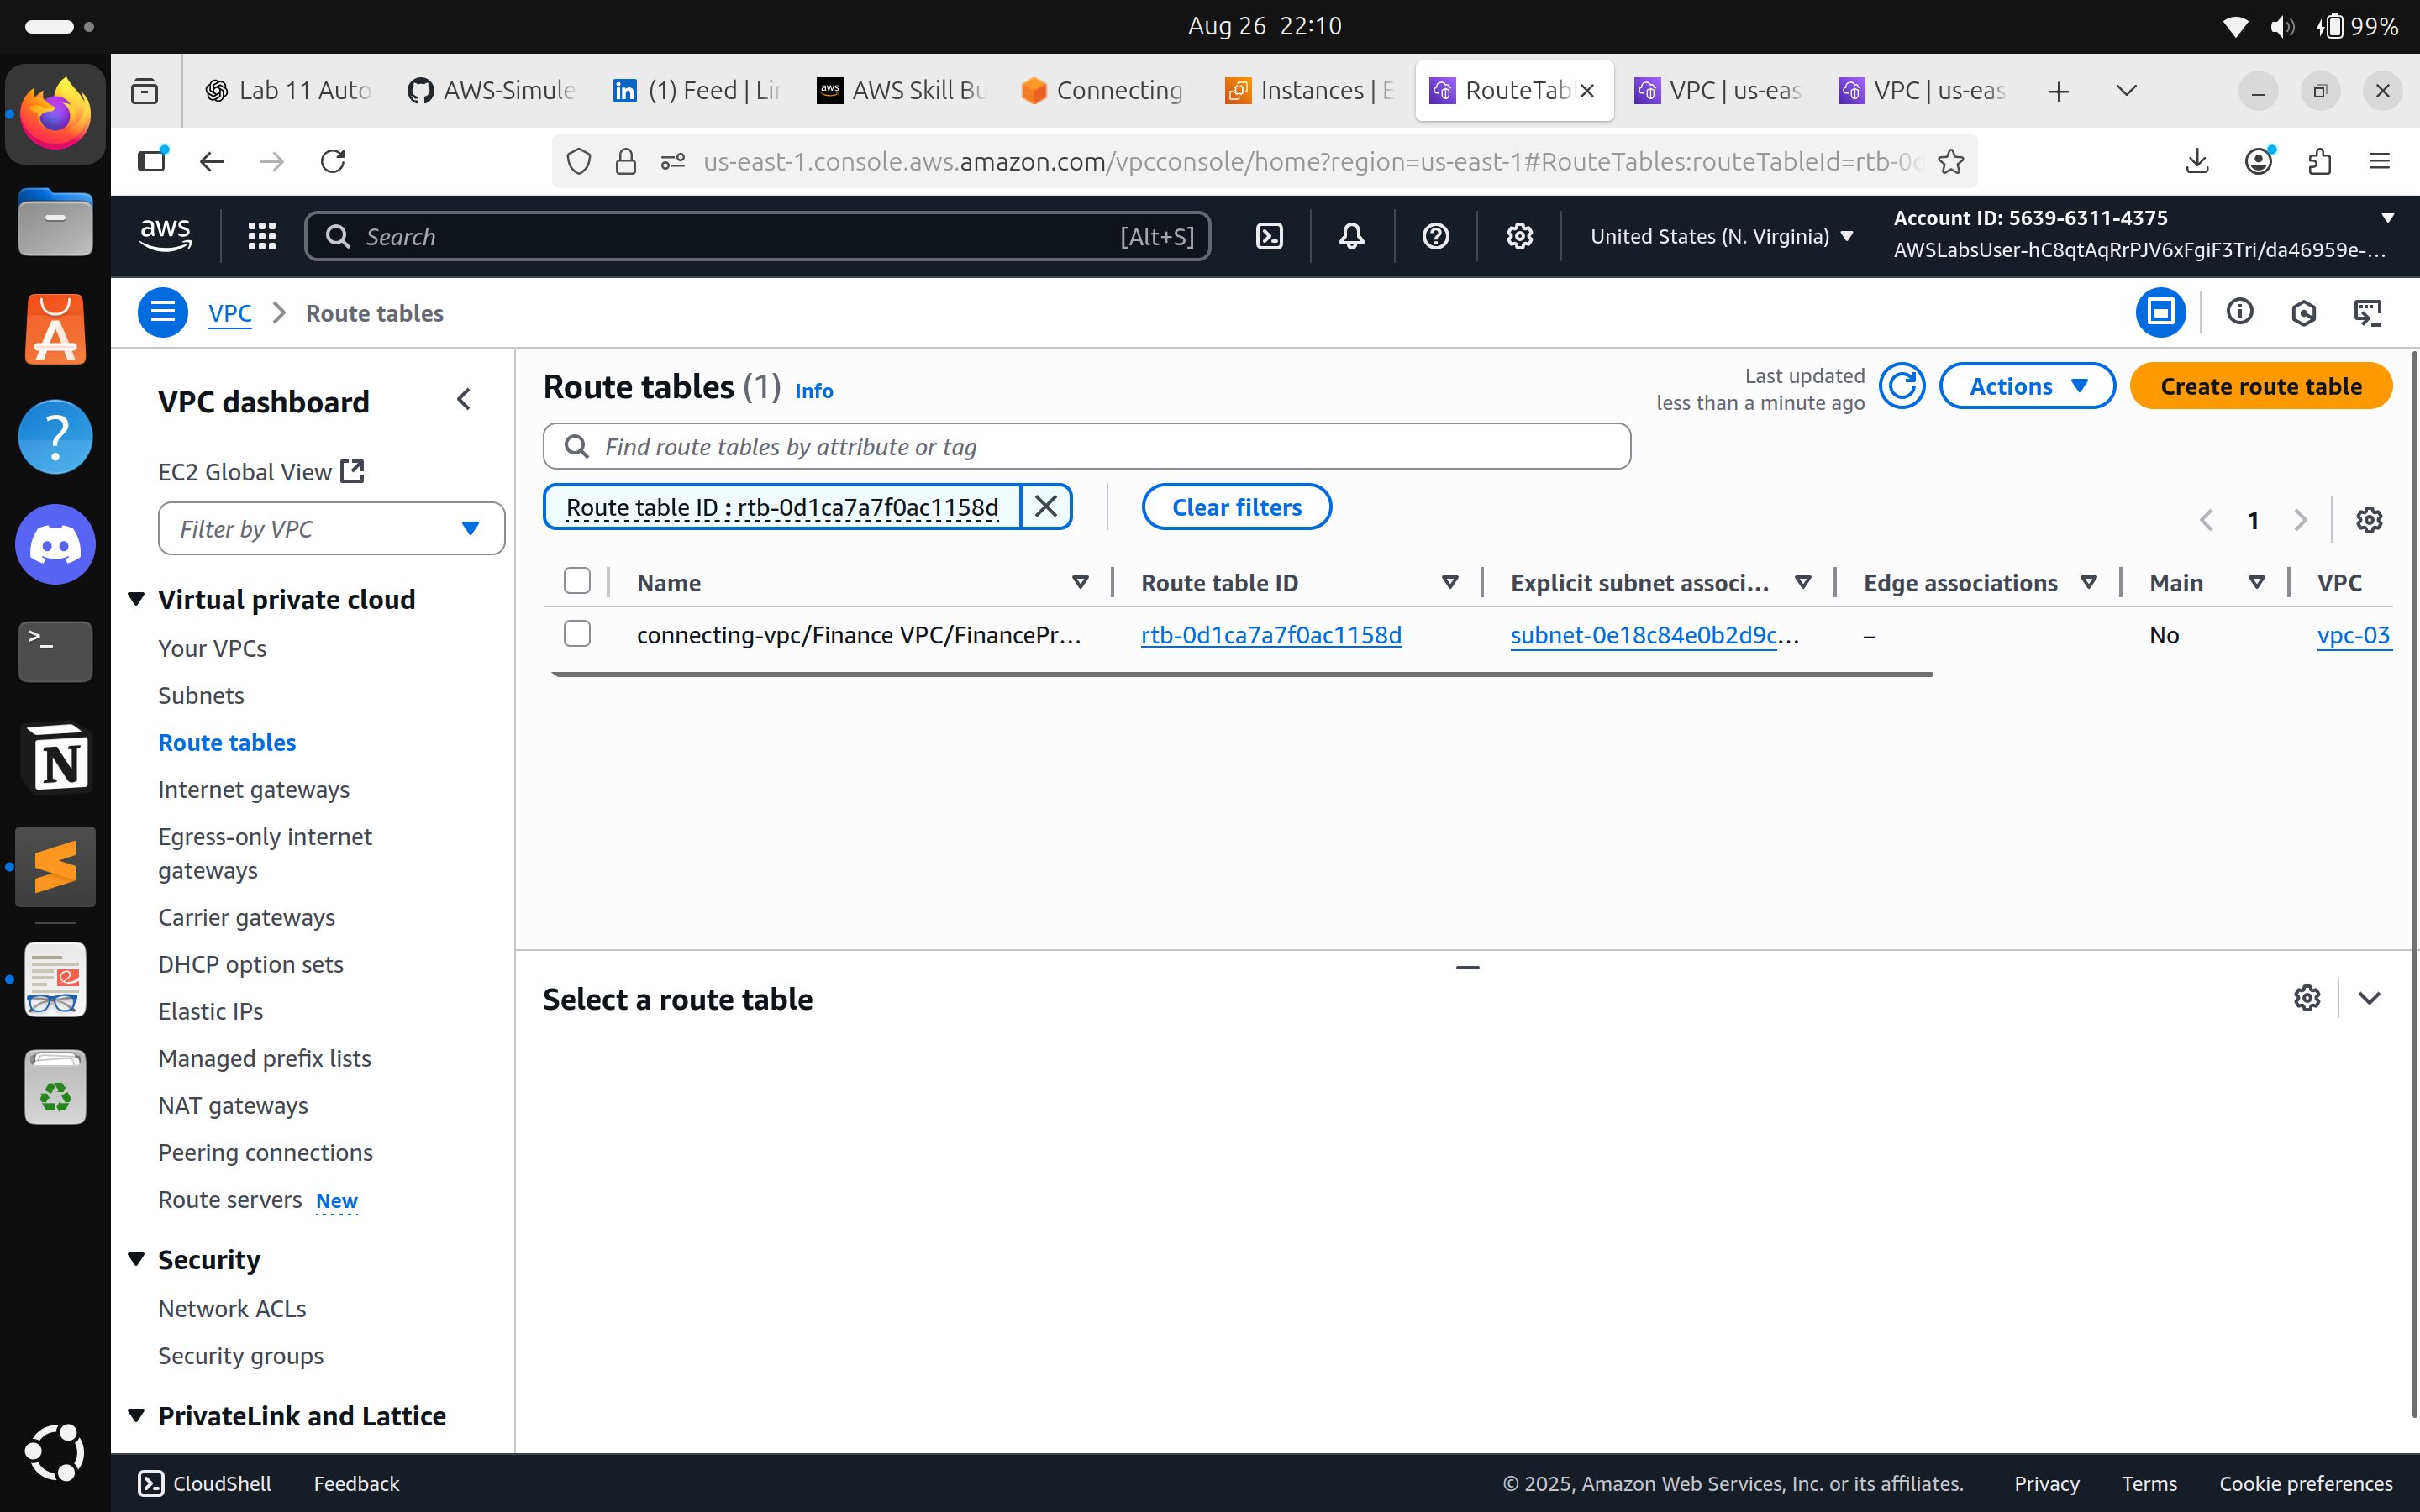 Aug 26 22:10
99%
Lab 11 Auto
AWS-Simule
(1) Feed | Lin
AWS Skill Bu
Connecting
Instances | E
RouteTab
VPC | us-eas
VPC | us-eas
us-east-1.console.aws.amazon.com/vpcconsole/home?region=us-east-1#RouteTables:routeTableId=rtb-0d
aws
Search
[Alt+S]
United States (N. Virginia)
Account ID: 5639-6311-4375
AWSLabsUser-hC8qtAqRrPJV6xFgiF3Tri/da46959e-...
VPC
Route tables
VPC dashboard
EC2 Global View
Filter by VPC
Virtual private cloud
Your VPCs
Subnets
Route tables
Internet gateways
Egress-only internet
gateways
Carrier gateways
DHCP option sets
Elastic IPs
Managed prefix lists
NAT gateways
Peering connections
Route servers New
Security
Network ACLs
Security groups
PrivateLink and Lattice
Route tables (1) Info
Last updated
less than a minute ago
Actions
Create route table
Find route tables by attribute or tag
Route table ID : rtb-0d1ca7a7f0ac1158d
Clear filters
1
Name Route table ID Explicit subnet associ... Edge associations Main VPC
connecting-vpc/Finance VPC/FinancePr... rtb-0d1ca7a7f0ac1158d subnet-0e18c84e0b2d9c... – No vpc-03
Select a route table
CloudShell Feedback
© 2025, Amazon Web Services, Inc. or its affiliates. Privacy Terms Cookie preferences